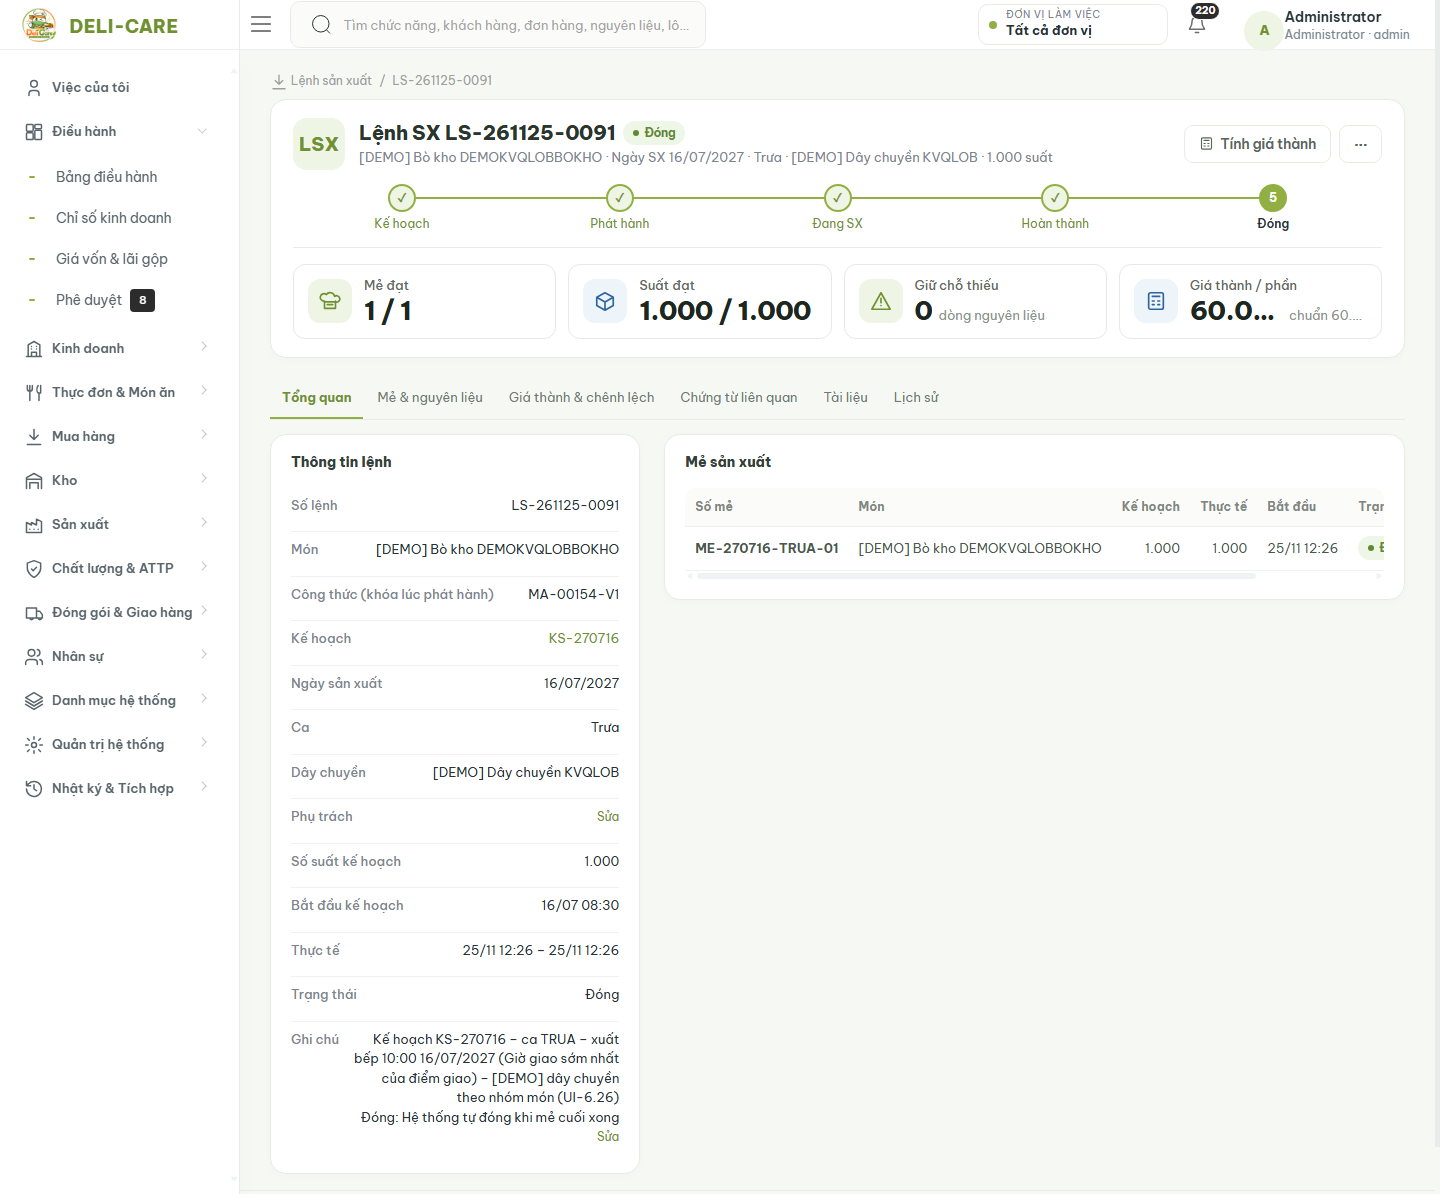 DELI-CARE
Tìm chức năng, khách hàng, đơn hàng, nguyên liệu, lô...
ĐƠN VỊ LÀM VIỆC
Tất cả đơn vị
220
A
Administrator
Administrator · admin
Việc của tôi
Điều hành
Bảng điều hành
Chỉ số kinh doanh
Giá vốn & lãi gộp
Phê duyệt 8
Kinh doanh
Thực đơn & Món ăn
Mua hàng
Kho
Sản xuất
Chất lượng & ATTP
Đóng gói & Giao hàng
Nhân sự
Danh mục hệ thống
Quản trị hệ thống
Nhật ký & Tích hợp
Lệnh sản xuất / LS-261125-0091
LSX
Lệnh SX LS-261125-0091
Đóng
[DEMO] Bò kho DEMOKVQLOBBOKHO · Ngày SX 16/07/2027 · Trưa · [DEMO] Dây chuyền KVQLOB · 1.000 suất
Tính giá thành
...
Kế hoạch
Phát hành
Đang SX
Hoàn thành
5
Đóng
Mẻ đạt
1 / 1
Suất đạt
1.000 / 1.000
Giữ chỗ thiếu
0 dòng nguyên liệu
Giá thành / phần
60.0... chuẩn 60....
Tổng quan
Mẻ & nguyên liệu
Giá thành & chênh lệch
Chứng từ liên quan
Tài liệu
Lịch sử
Thông tin lệnh
Số lệnh LS-261125-0091
Món [DEMO] Bò kho DEMOKVQLOBBOKHO
Công thức (khóa lúc phát hành) MA-00154-V1
Kế hoạch KS-270716
Ngày sản xuất 16/07/2027
Ca Trưa
Dây chuyền [DEMO] Dây chuyền KVQLOB
Phụ trách Sửa
Số suất kế hoạch 1.000
Bắt đầu kế hoạch 16/07 08:30
Thực tế 25/11 12:26 – 25/11 12:26
Trạng thái Đóng
Ghi chú Kế hoạch KS-270716 – ca TRUA – xuất
bếp 10:00 16/07/2027 (Giờ giao sớm nhất
của điểm giao) – [DEMO] dây chuyền
theo nhóm món (UI-6.26)
Đóng: Hệ thống tự đóng khi mẻ cuối xong
Sửa
Mẻ sản xuất
Số mẻ Món Kế hoạch Thực tế Bắt đầu
ME-270716-TRUA-01 [DEMO] Bò kho DEMOKVQLOBBOKHO 1.000 1.000 25/11 12:26